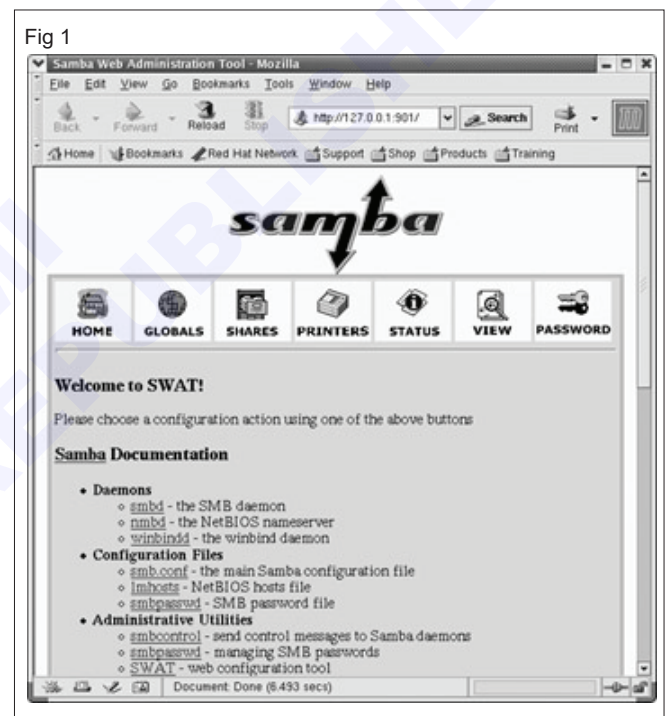 Fig 1
Samba Web Administration Tool - Mozilla
File Edit View Go Bookmarks Tools Window Help
Back Forward Reload Stop http://127.0.0.1:901/ Search Print
Home Bookmarks Red Hat Network Support Shop Products Training
samba
HOME GLOBALS SHARES PRINTERS STATUS VIEW PASSWORD
Welcome to SWAT!
Please choose a configuration action using one of the above buttons
Samba Documentation
• Daemons
○ smbd - the SMB daemon
○ nmbd - the NetBIOS nameserver
○ winbindd - the winbind daemon
• Configuration Files
○ smb.conf - the main Samba configuration file
○ lmhosts - NetBIOS hosts file
○ smbpasswd - SMB password file
• Administrative Utilities
○ smbcontrol - send control messages to Samba daemons
○ smbpasswd - managing SMB passwords
○ SWAT - web configuration tool
Document: Done (6.493 secs)